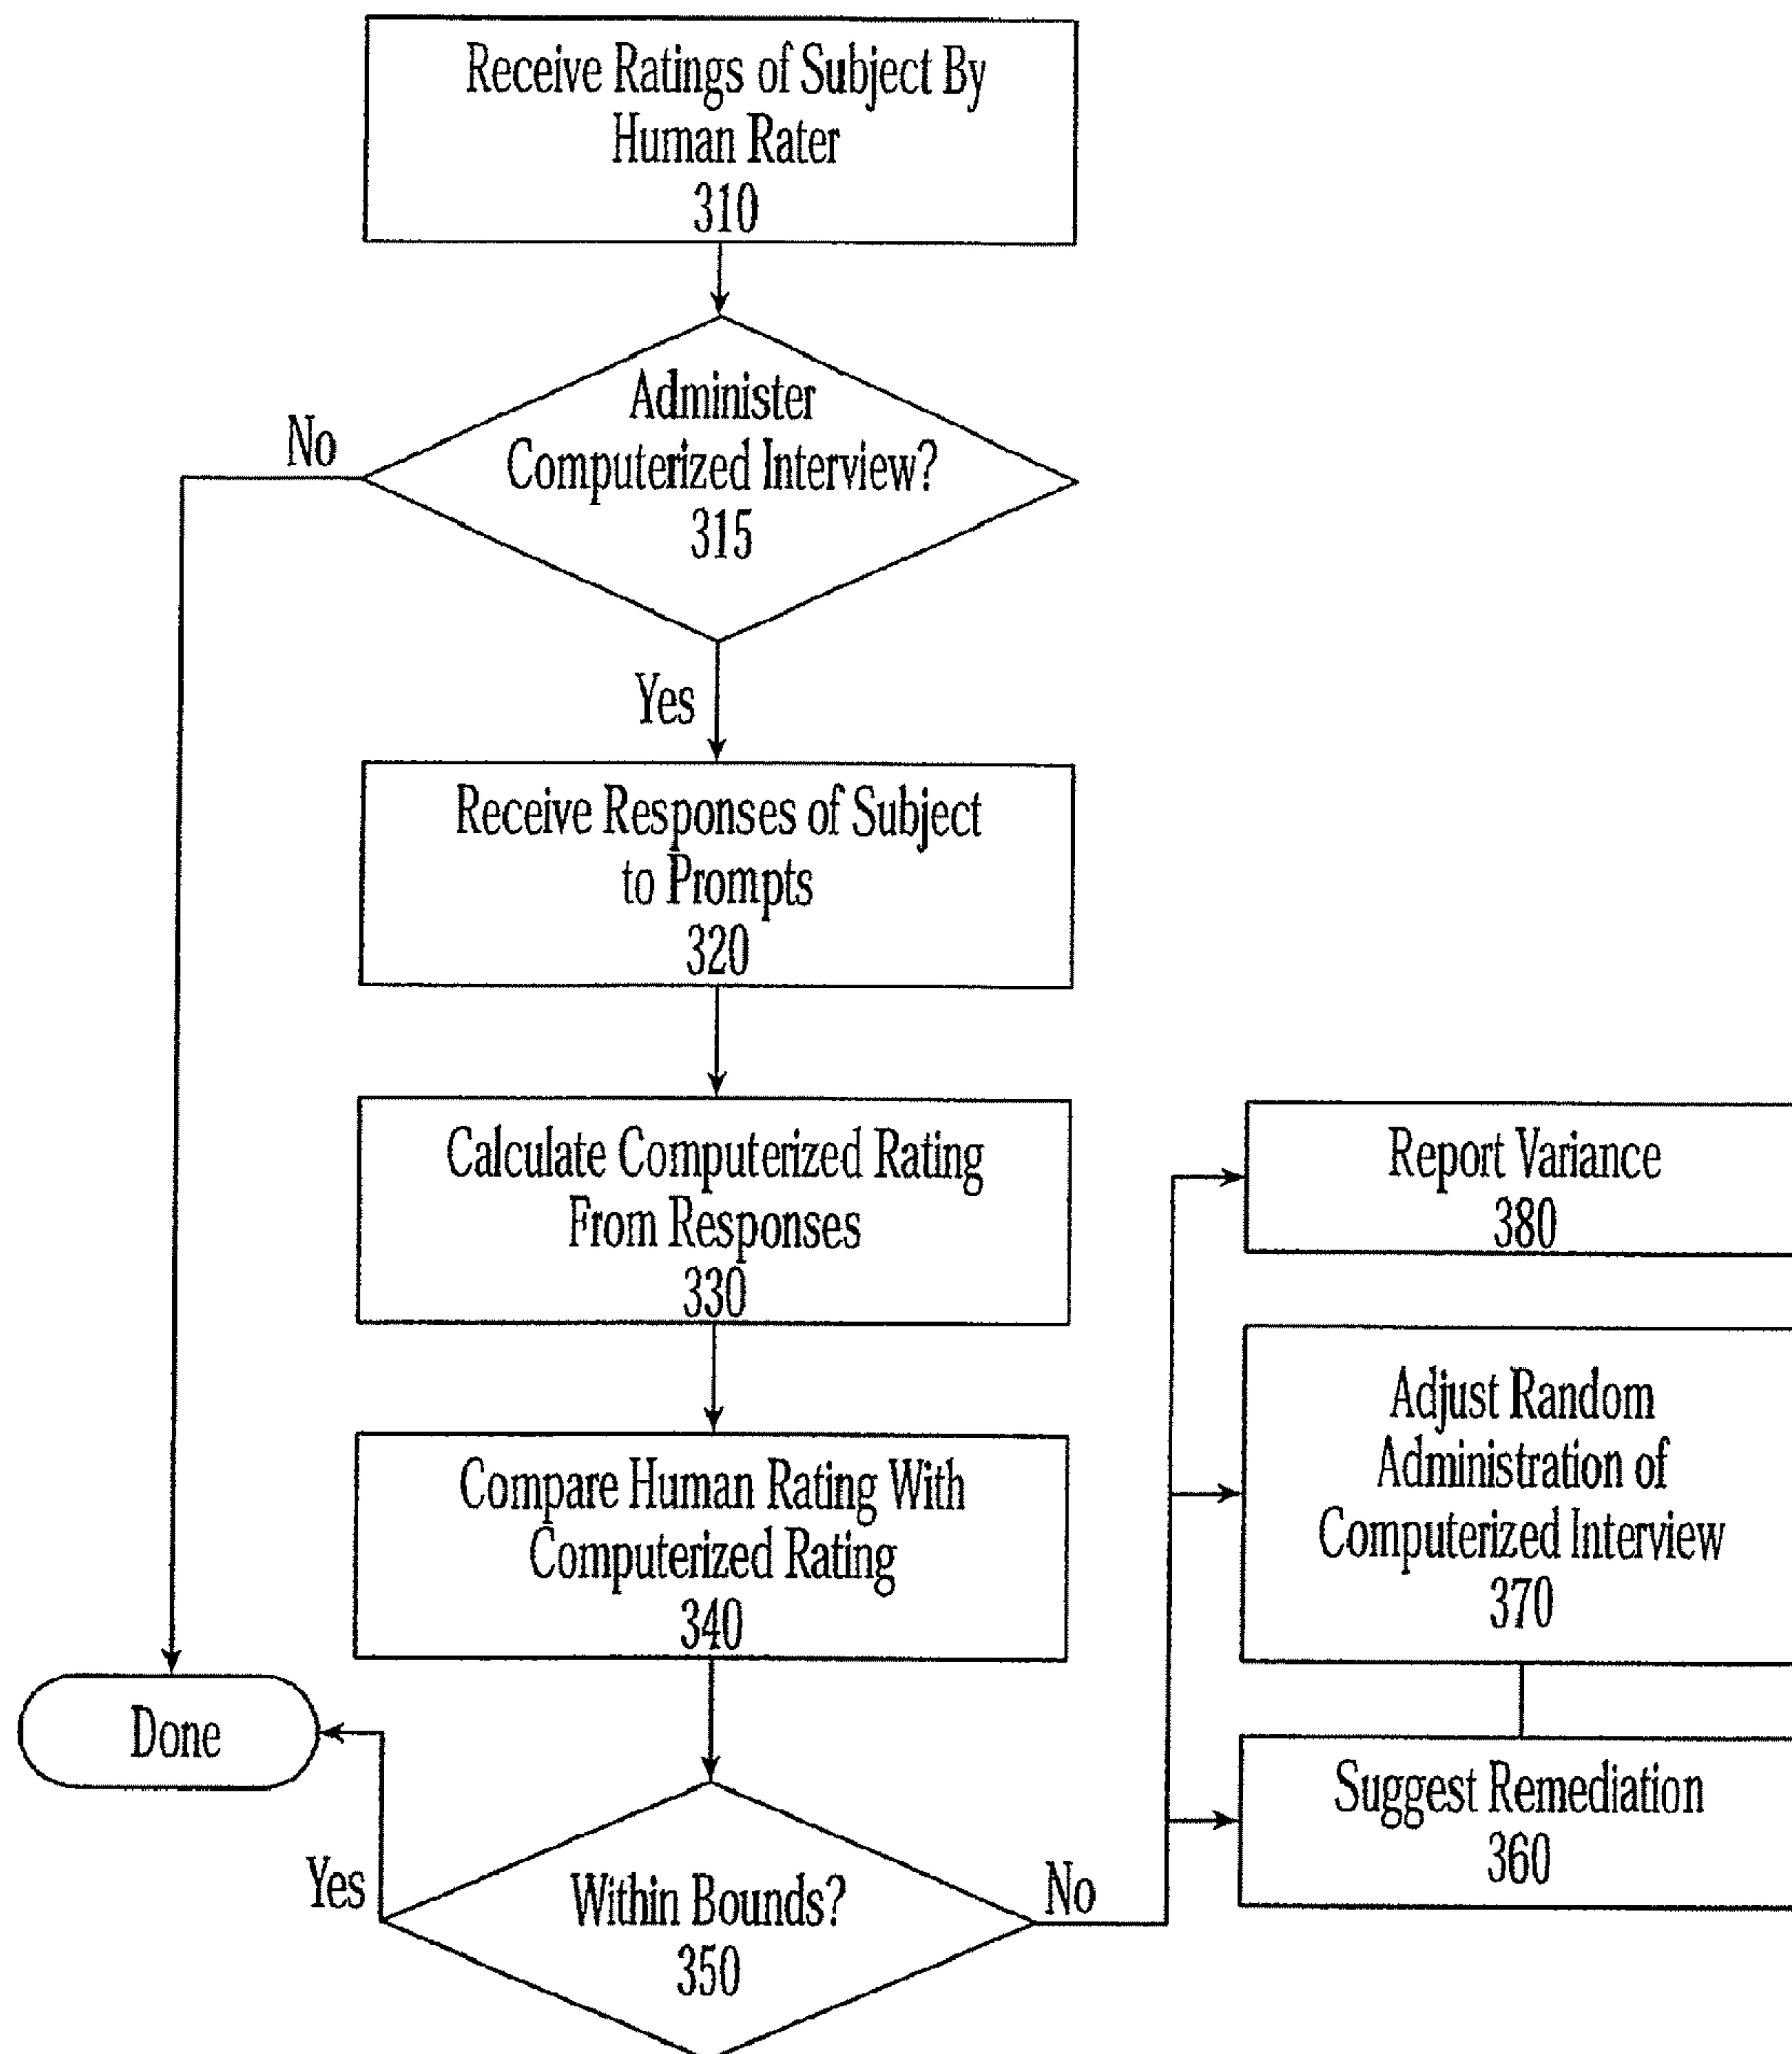 Receive Ratings of Subject By
Human Rater
310
Administer
Computerized Interview?
315
No
Yes
Receive Responses of Subject
to Prompts
320
Calculate Computerized Rating
From Responses
330
Compare Human Rating With
Computerized Rating
340
Done
Yes
Within Bounds?
350
No
Report Variance
380
Adjust Random
Administration of
Computerized Interview
370
Suggest Remediation
360